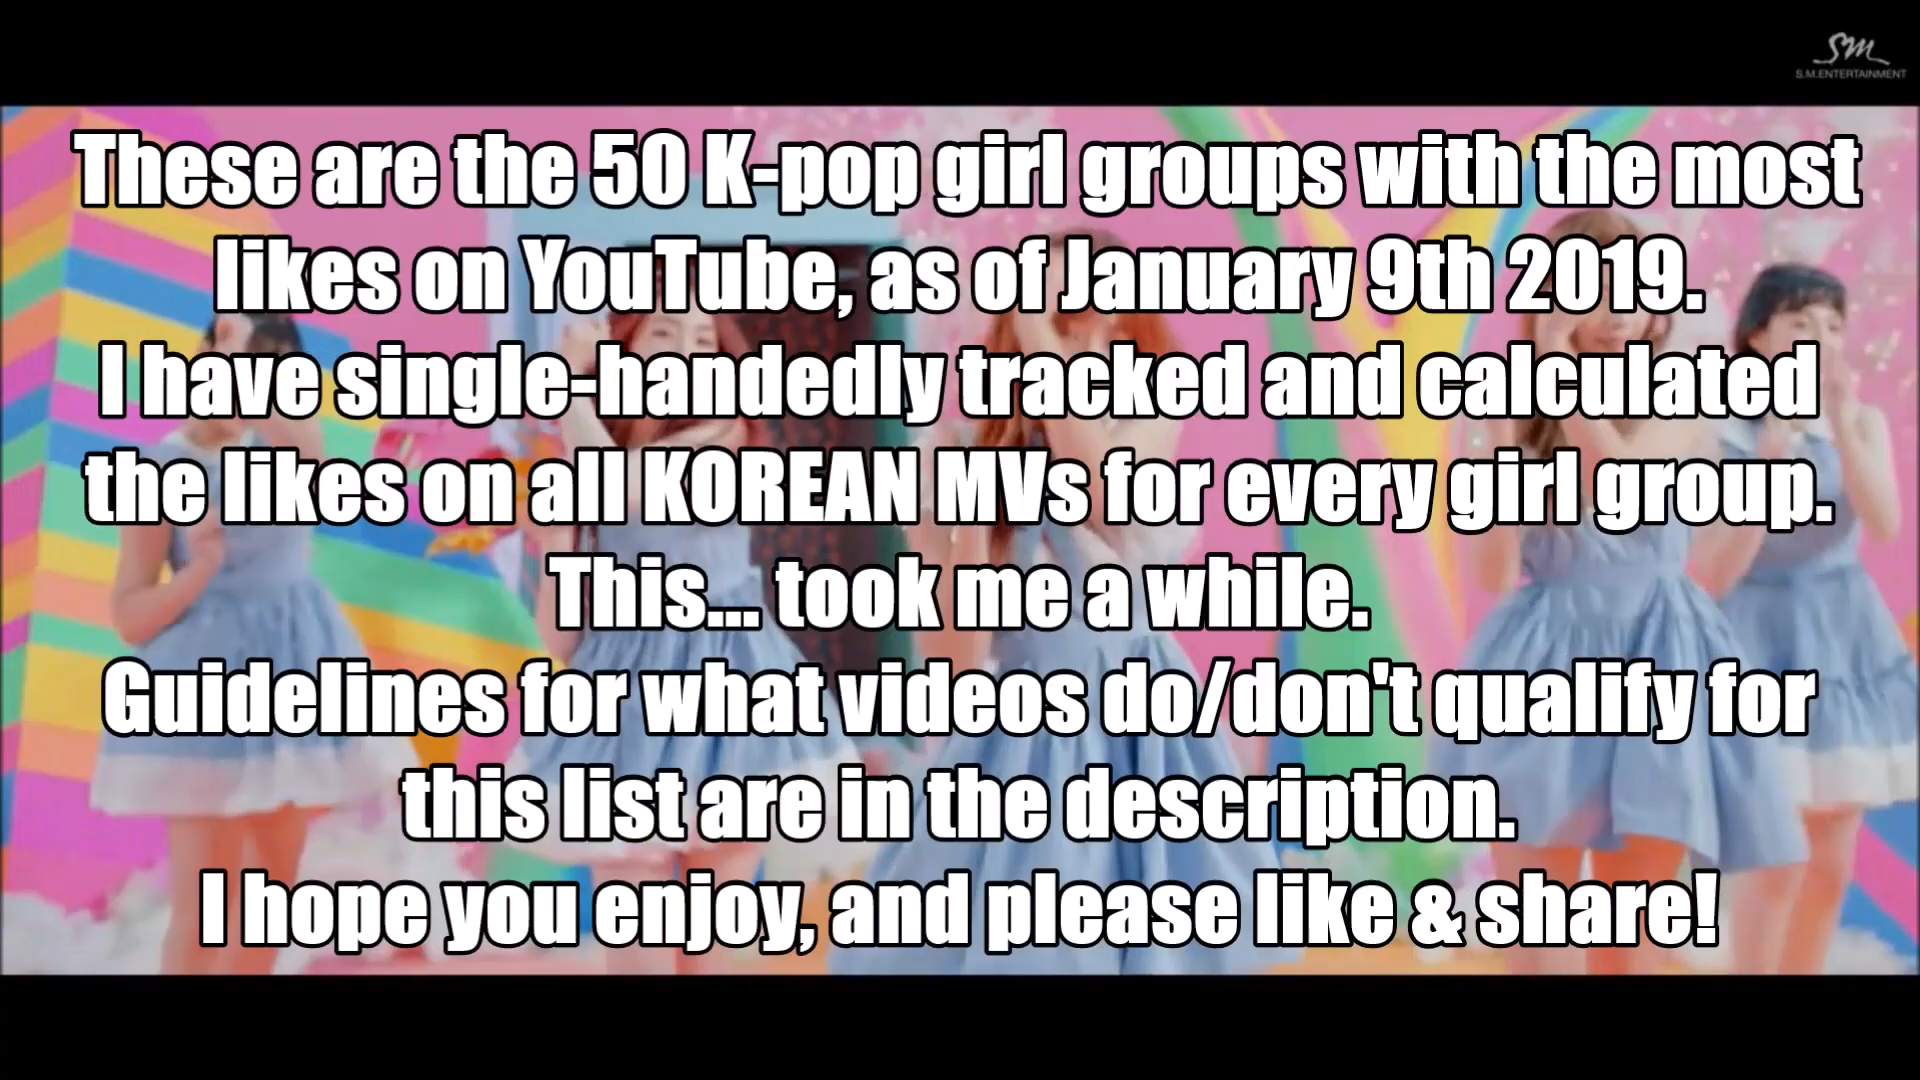 SM
S.M.ENTERTAINMENT
These are the 50 K-pop girl groups with the most
likes on YouTube, as of January 9th 2019.
I have single-handedly tracked and calculated
the likes on all KOREAN MVs for every girl group.
This... took me a while.
Guidelines for what videos do/don't qualify for
this list are in the description.
I hope you enjoy, and please like & share!